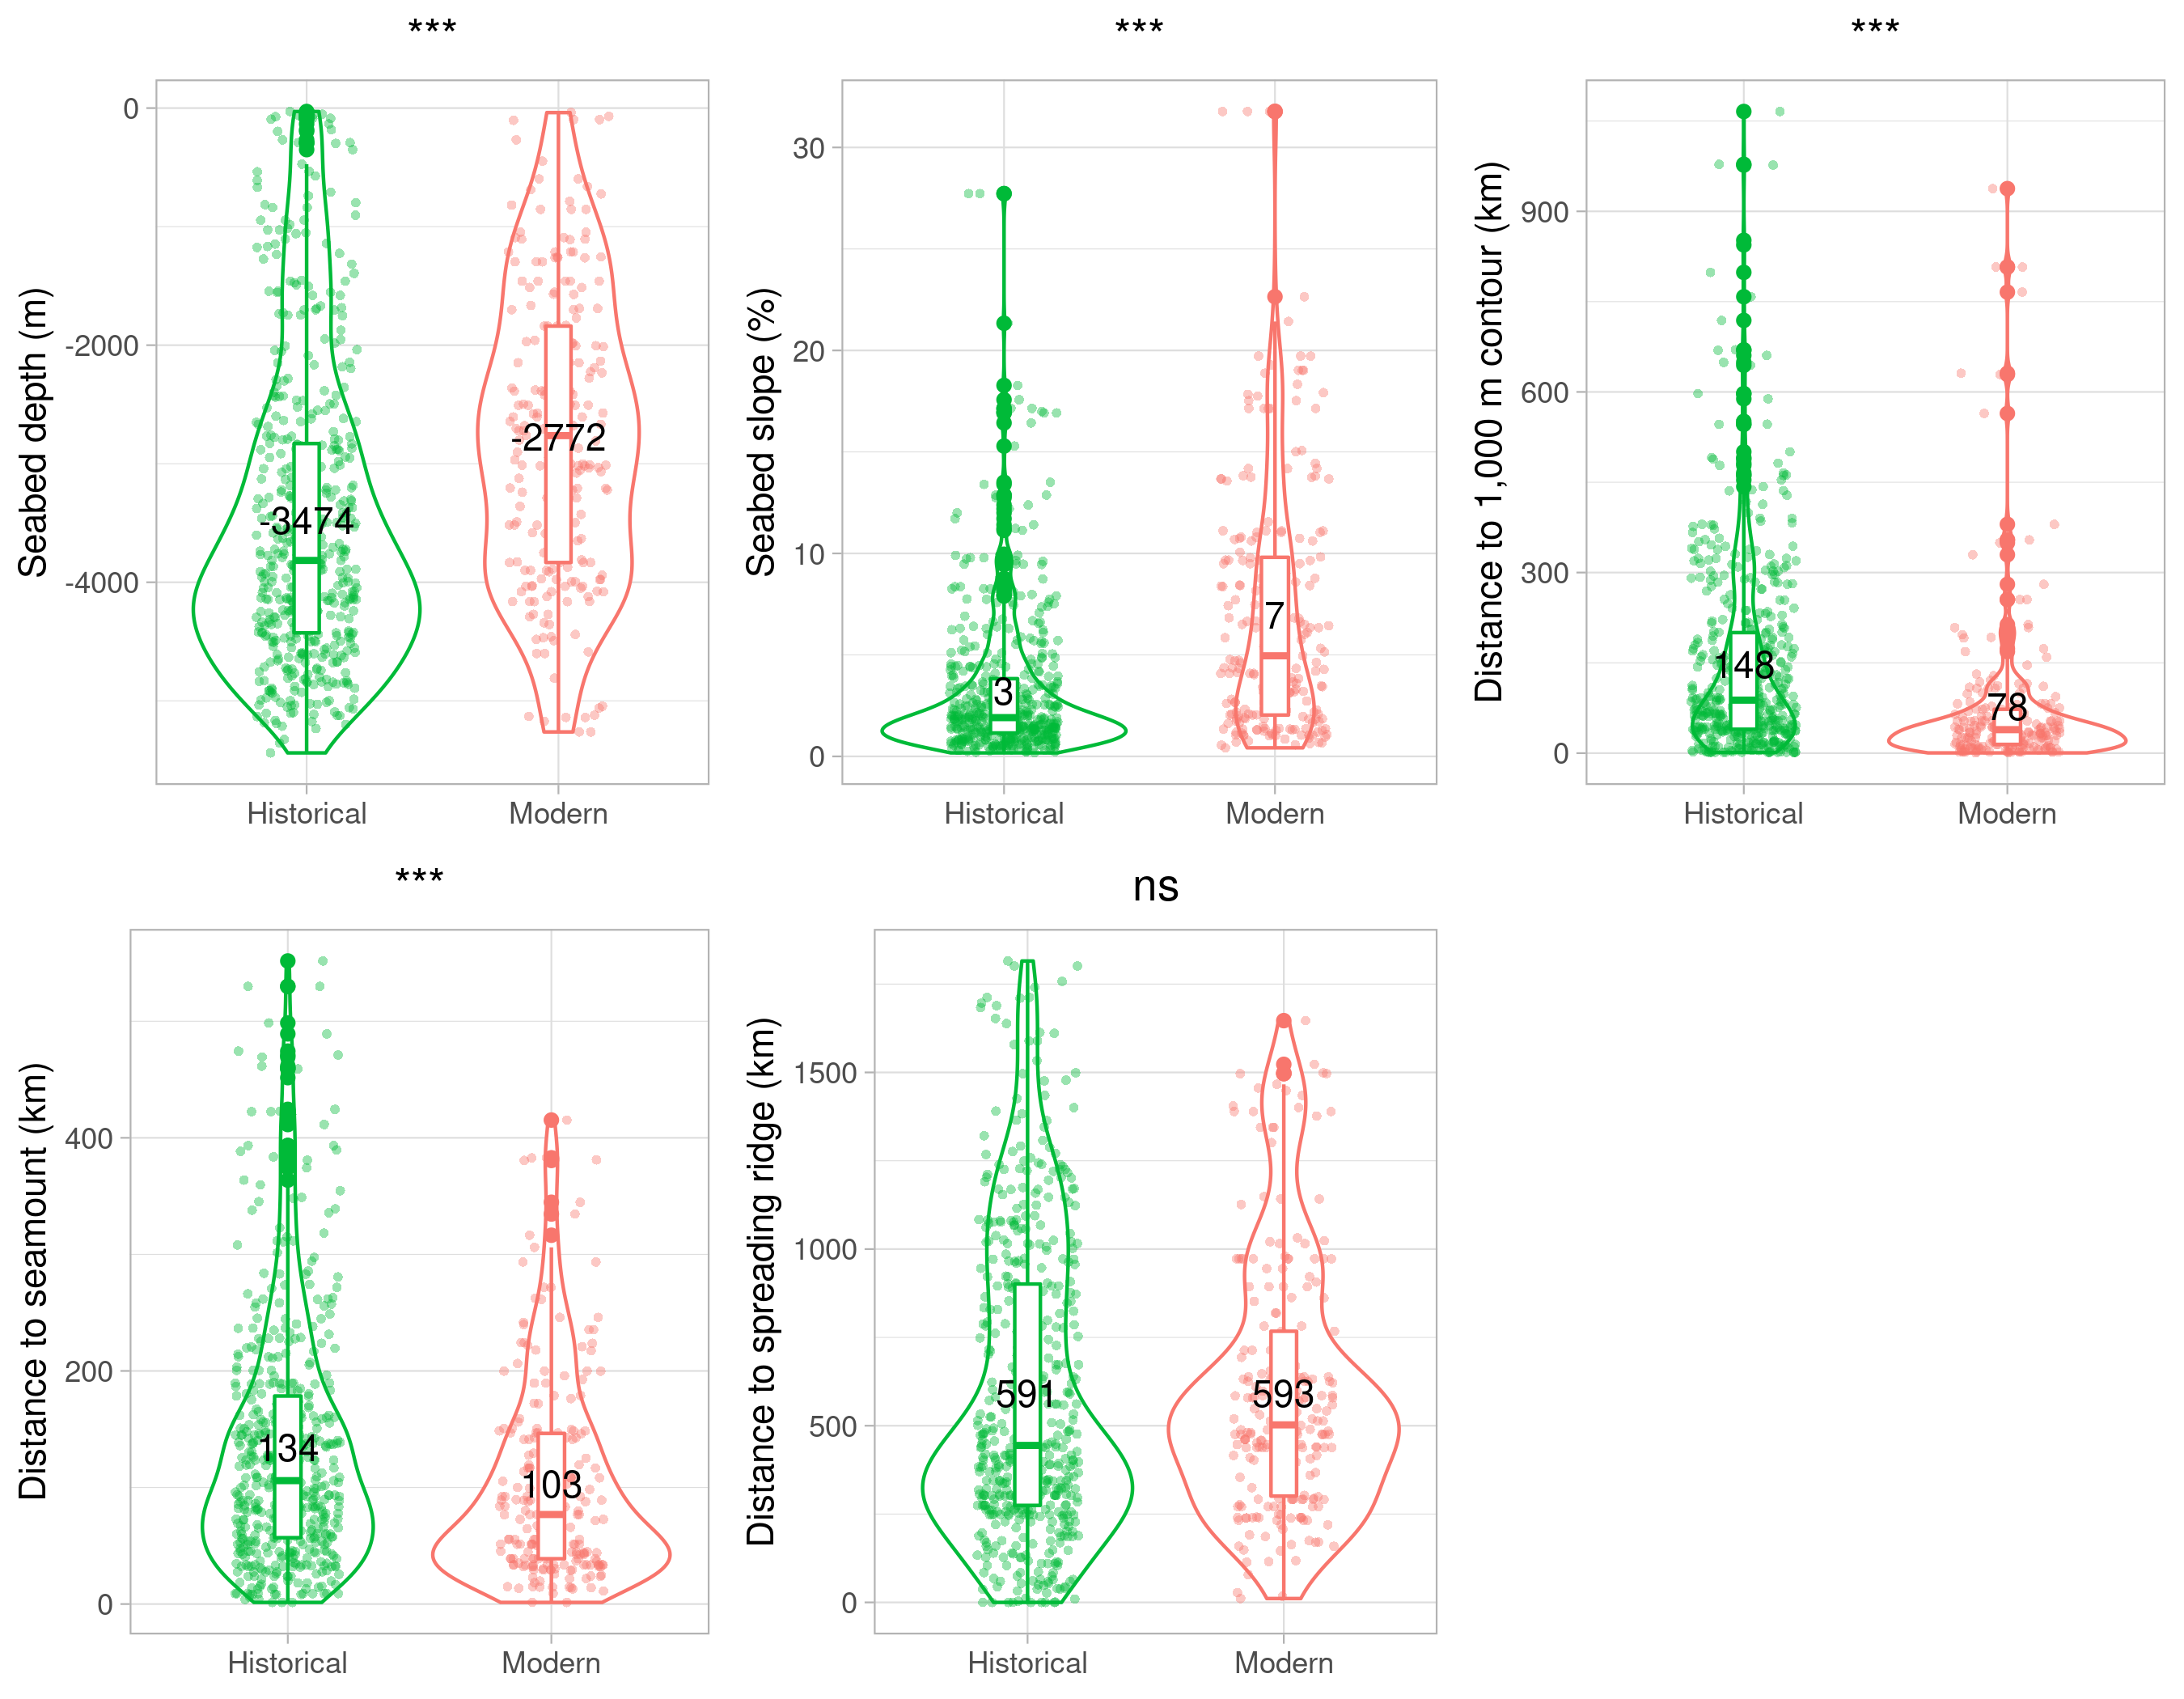 ***
Seabed depth (m)
0
-2000
-4000
-3474
-2772
Historical
Modern
***
Seabed slope (%)
30
20
10
0
3
7
Historical
Modern
***
Distance to 1,000 m contour (km)
900
600
300
0
148
78
Historical
Modern
***
Distance to seamount (km)
400
200
0
134
103
Historical
Modern
ns
Distance to spreading ridge (km)
1500
1000
500
0
591
593
Historical
Modern